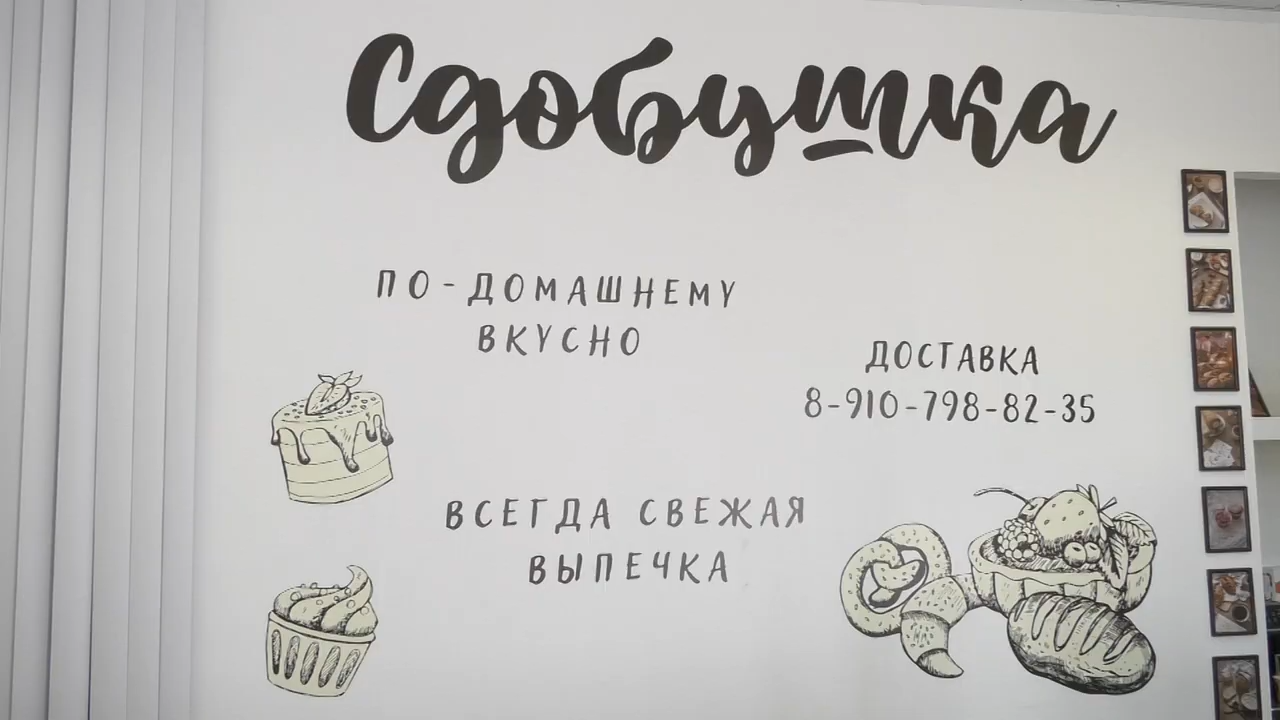 Сдобушка
ПО-ДОМАШНЕМУ
ВКУСНО
ДОСТАВКА
8-910-798-82-35
ВСЕГДА СВЕЖАЯ
ВЫПЕЧКА